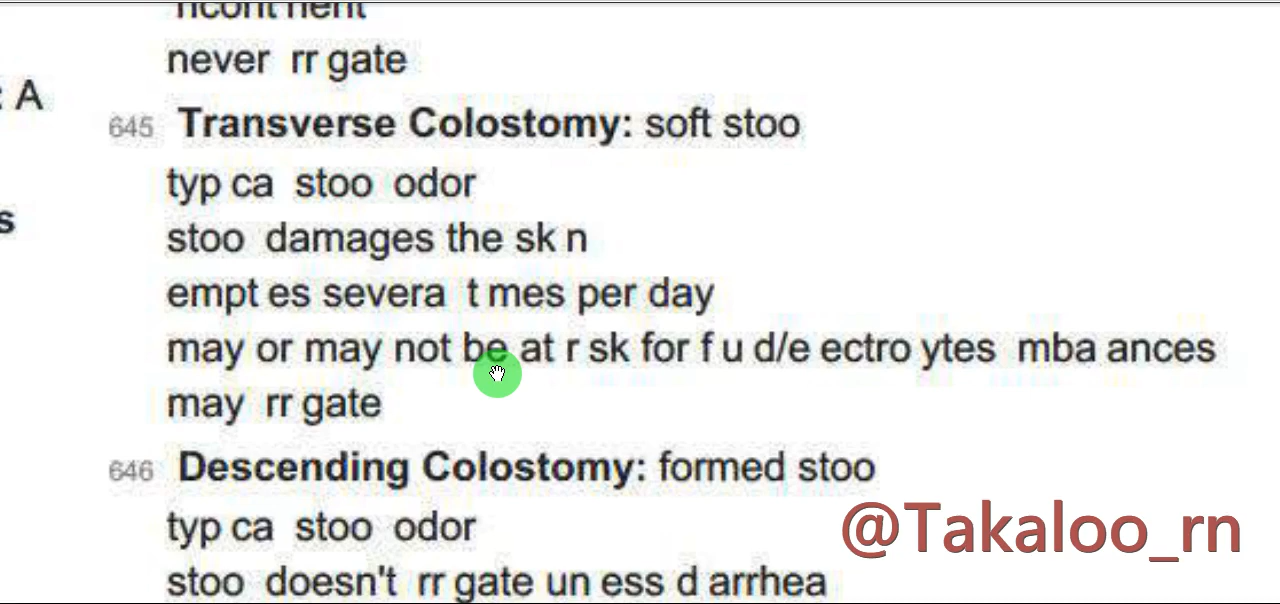 ncont nent
never rr gate
: A
645 Transverse Colostomy: soft stoo
typ ca stoo odor
s
stoo damages the sk n
empt es severa t mes per day
may or may not be at r sk for f u d/e ectro ytes mba ances
may rr gate
646 Descending Colostomy: formed stoo
typ ca stoo odor
@Takaloo_rn
stoo doesn't rr gate un ess d arrhea